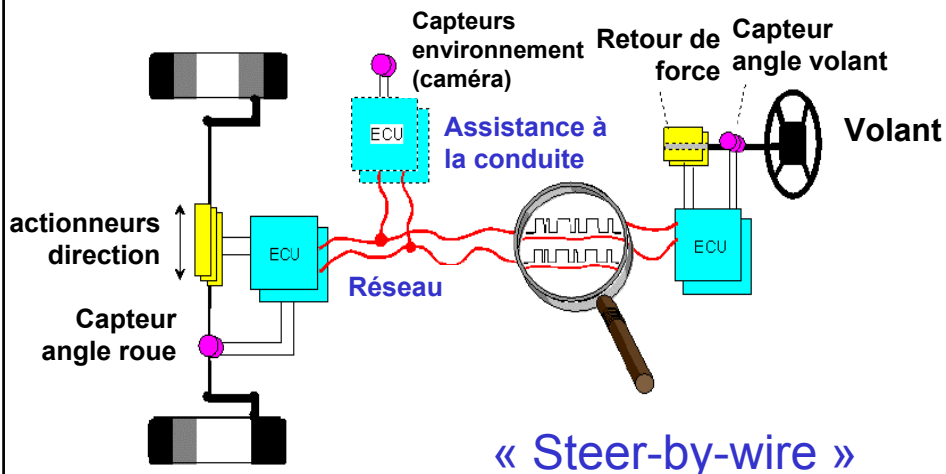 Capteurs
environnement
(caméra)
Retour de
force
Capteur
angle volant
Volant
ECU
Assistance à
la conduite
actionneurs
direction
ECU
ECU
Réseau
Capteur
angle roue
« Steer-by-wire »